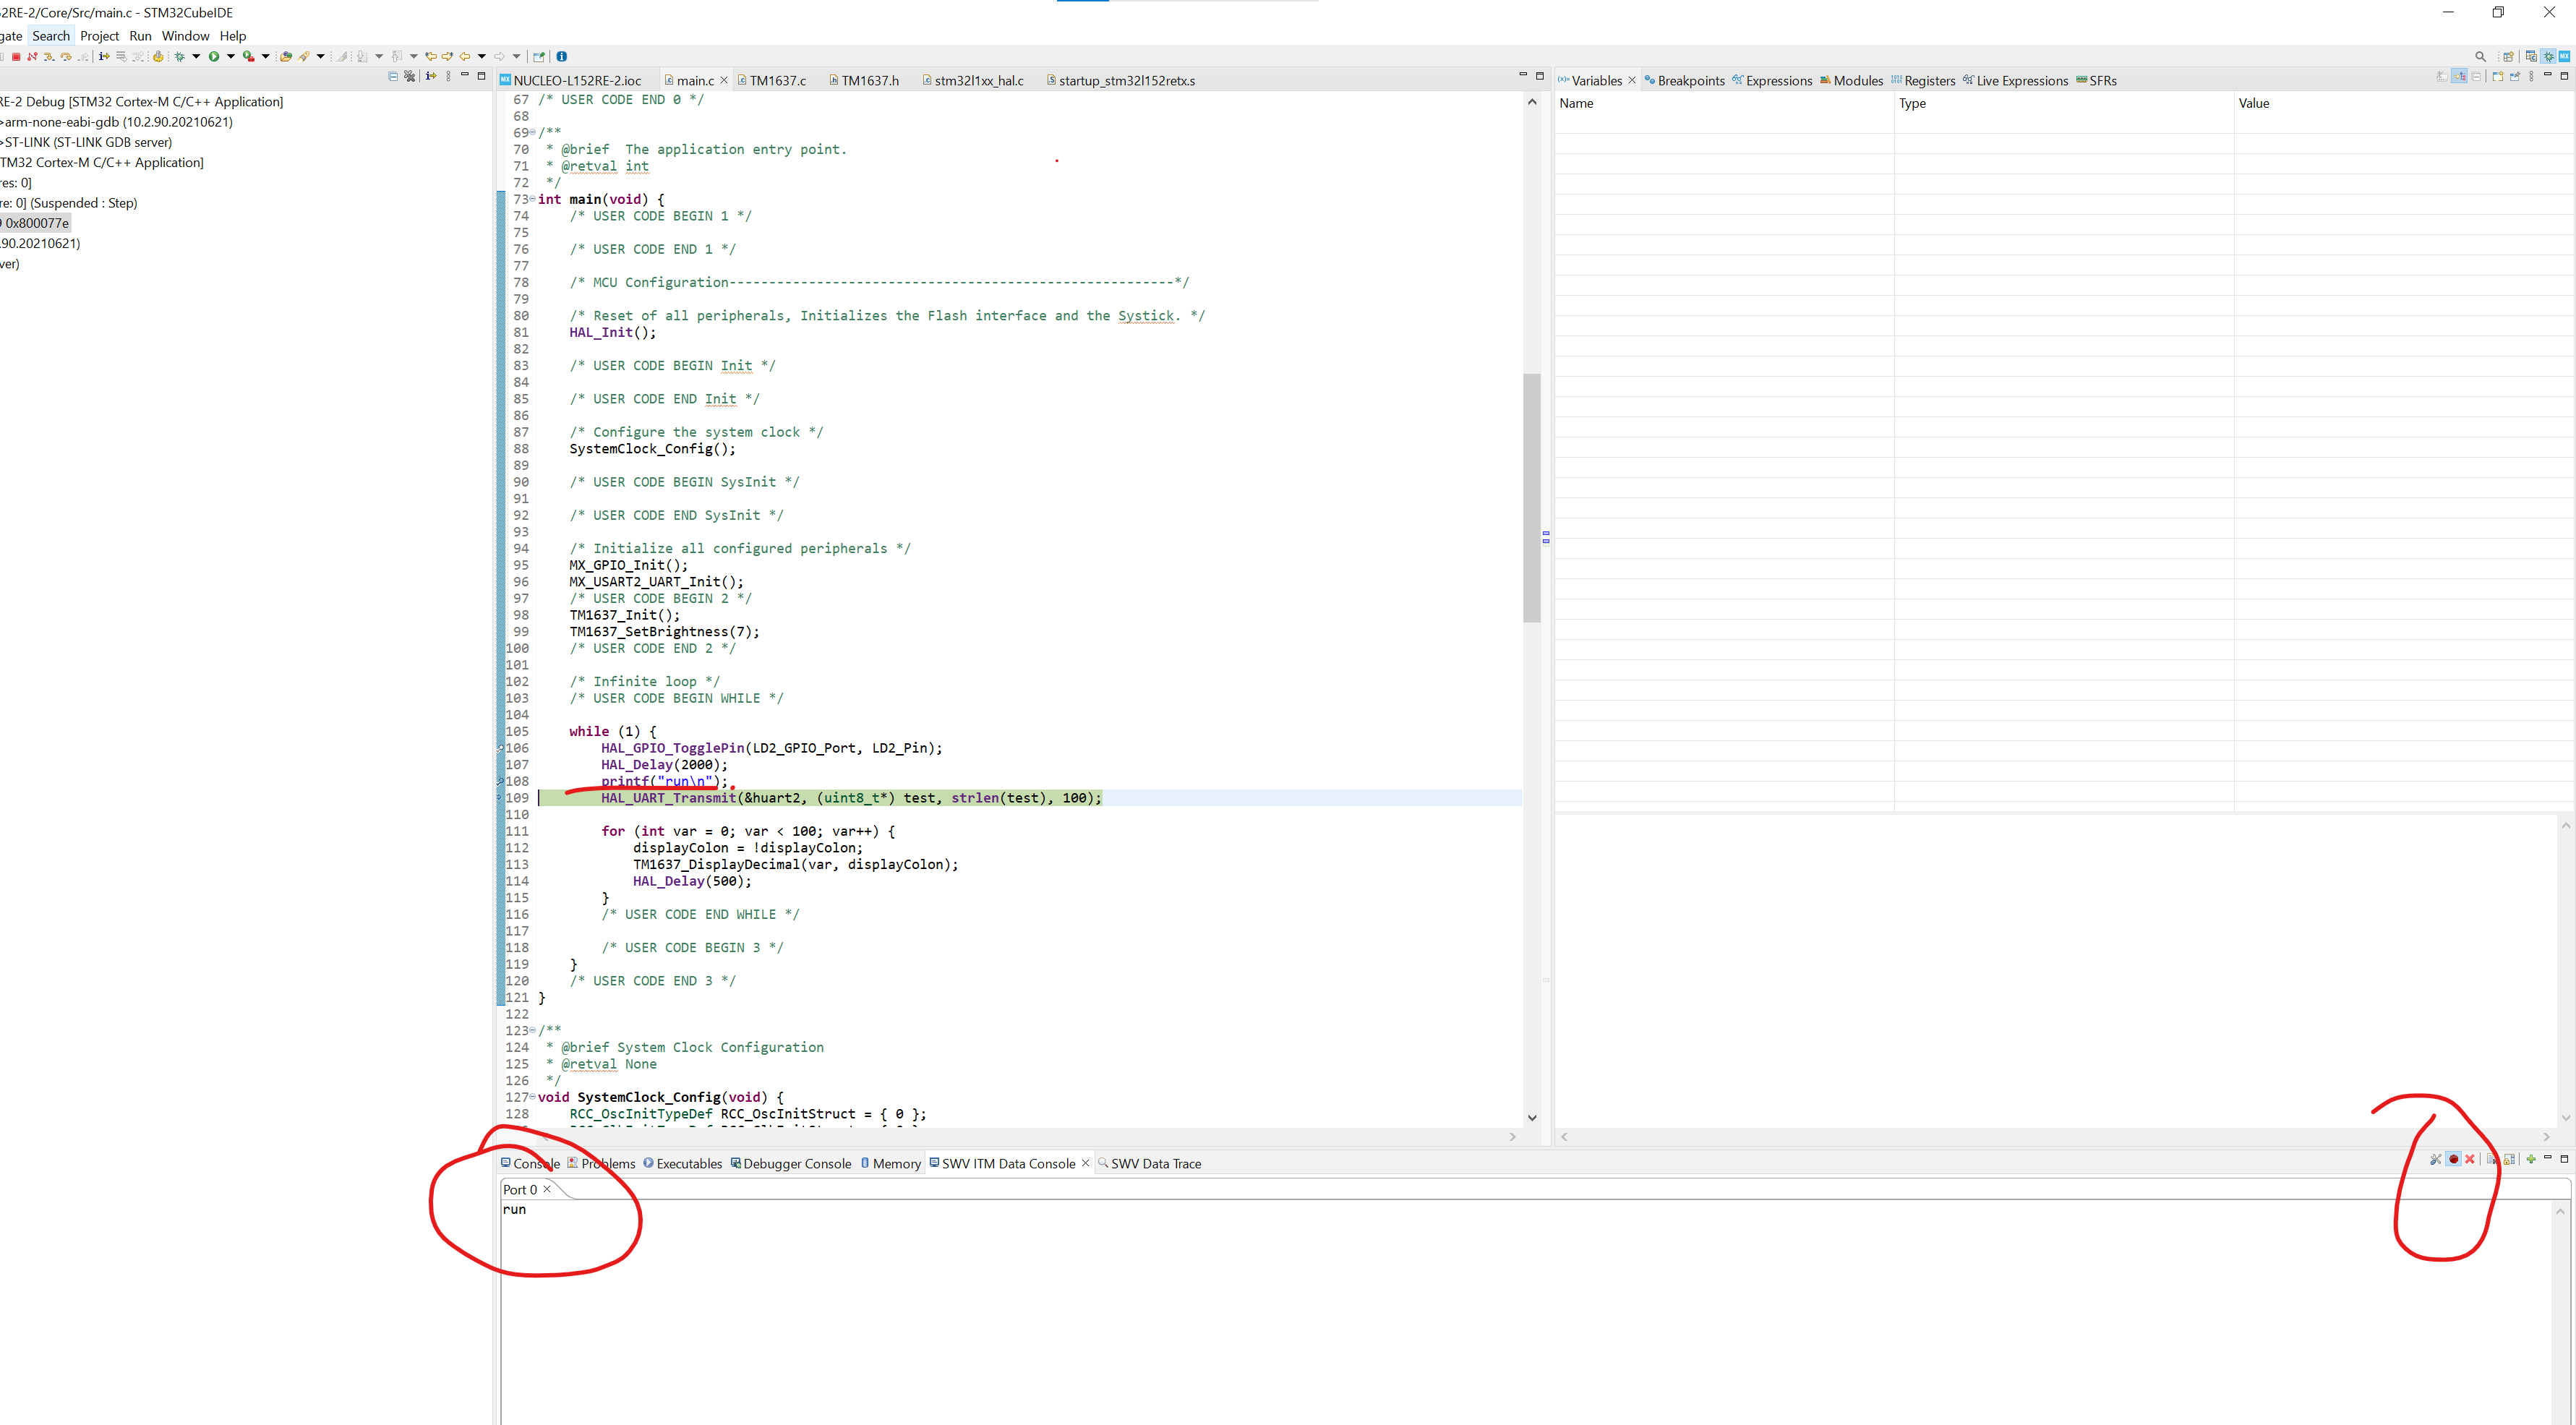 52RE-2/Core/Src/main.c - STM32CubeIDE
gate Search Project Run Window Help
RE-2 Debug [STM32 Cortex-M C/C++ Application]
>arm-none-eabi-gdb (10.2.90.20210621)
>ST-LINK (ST-LINK GDB server)
TM32 Cortex-M C/C++ Application]
res: 0]
re: 0] (Suspended : Step)
9 0x800077e
.90.20210621)
ver)
NUCLEO-L152RE-2.ioc main.c TM1637.c TM1637.h stm32l1xx_hal.c startup_stm32l152retx.s
67 /* USER CODE END 0 */
68
69 /**
70 * @brief  The application entry point.
71 * @retval int
72 */
73 int main(void) {
74 /* USER CODE BEGIN 1 */
75
76 /* USER CODE END 1 */
77
78 /* MCU Configuration--------------------------------------------------------*/
79
80 /* Reset of all peripherals, Initializes the Flash interface and the Systick. */
81 HAL_Init();
82
83 /* USER CODE BEGIN Init */
84
85 /* USER CODE END Init */
86
87 /* Configure the system clock */
88 SystemClock_Config();
89
90 /* USER CODE BEGIN SysInit */
91
92 /* USER CODE END SysInit */
93
94 /* Initialize all configured peripherals */
95 MX_GPIO_Init();
96 MX_USART2_UART_Init();
97 /* USER CODE BEGIN 2 */
98 TM1637_Init();
99 TM1637_SetBrightness(7);
100 /* USER CODE END 2 */
101
102 /* Infinite loop */
103 /* USER CODE BEGIN WHILE */
104
105 while (1) {
106 HAL_GPIO_TogglePin(LD2_GPIO_Port, LD2_Pin);
107 HAL_Delay(2000);
108 printf("run\n");
109 HAL_UART_Transmit(&huart2, (uint8_t*) test, strlen(test), 100);
110
111 for (int var = 0; var < 100; var++) {
112 displayColon = !displayColon;
113 TM1637_DisplayDecimal(var, displayColon);
114 HAL_Delay(500);
115 }
116 /* USER CODE END WHILE */
117
118 /* USER CODE BEGIN 3 */
119 }
120 /* USER CODE END 3 */
121 }
122
123 /**
124 * @brief System Clock Configuration
125 * @retval None
126 */
127 void SystemClock_Config(void) {
128 RCC_OscInitTypeDef RCC_OscInitStruct = { 0 };
Variables Breakpoints Expressions Modules Registers Live Expressions SFRs
Name Type Value
Console Problems Executables Debugger Console Memory SWV ITM Data Console SWV Data Trace
Port 0
run